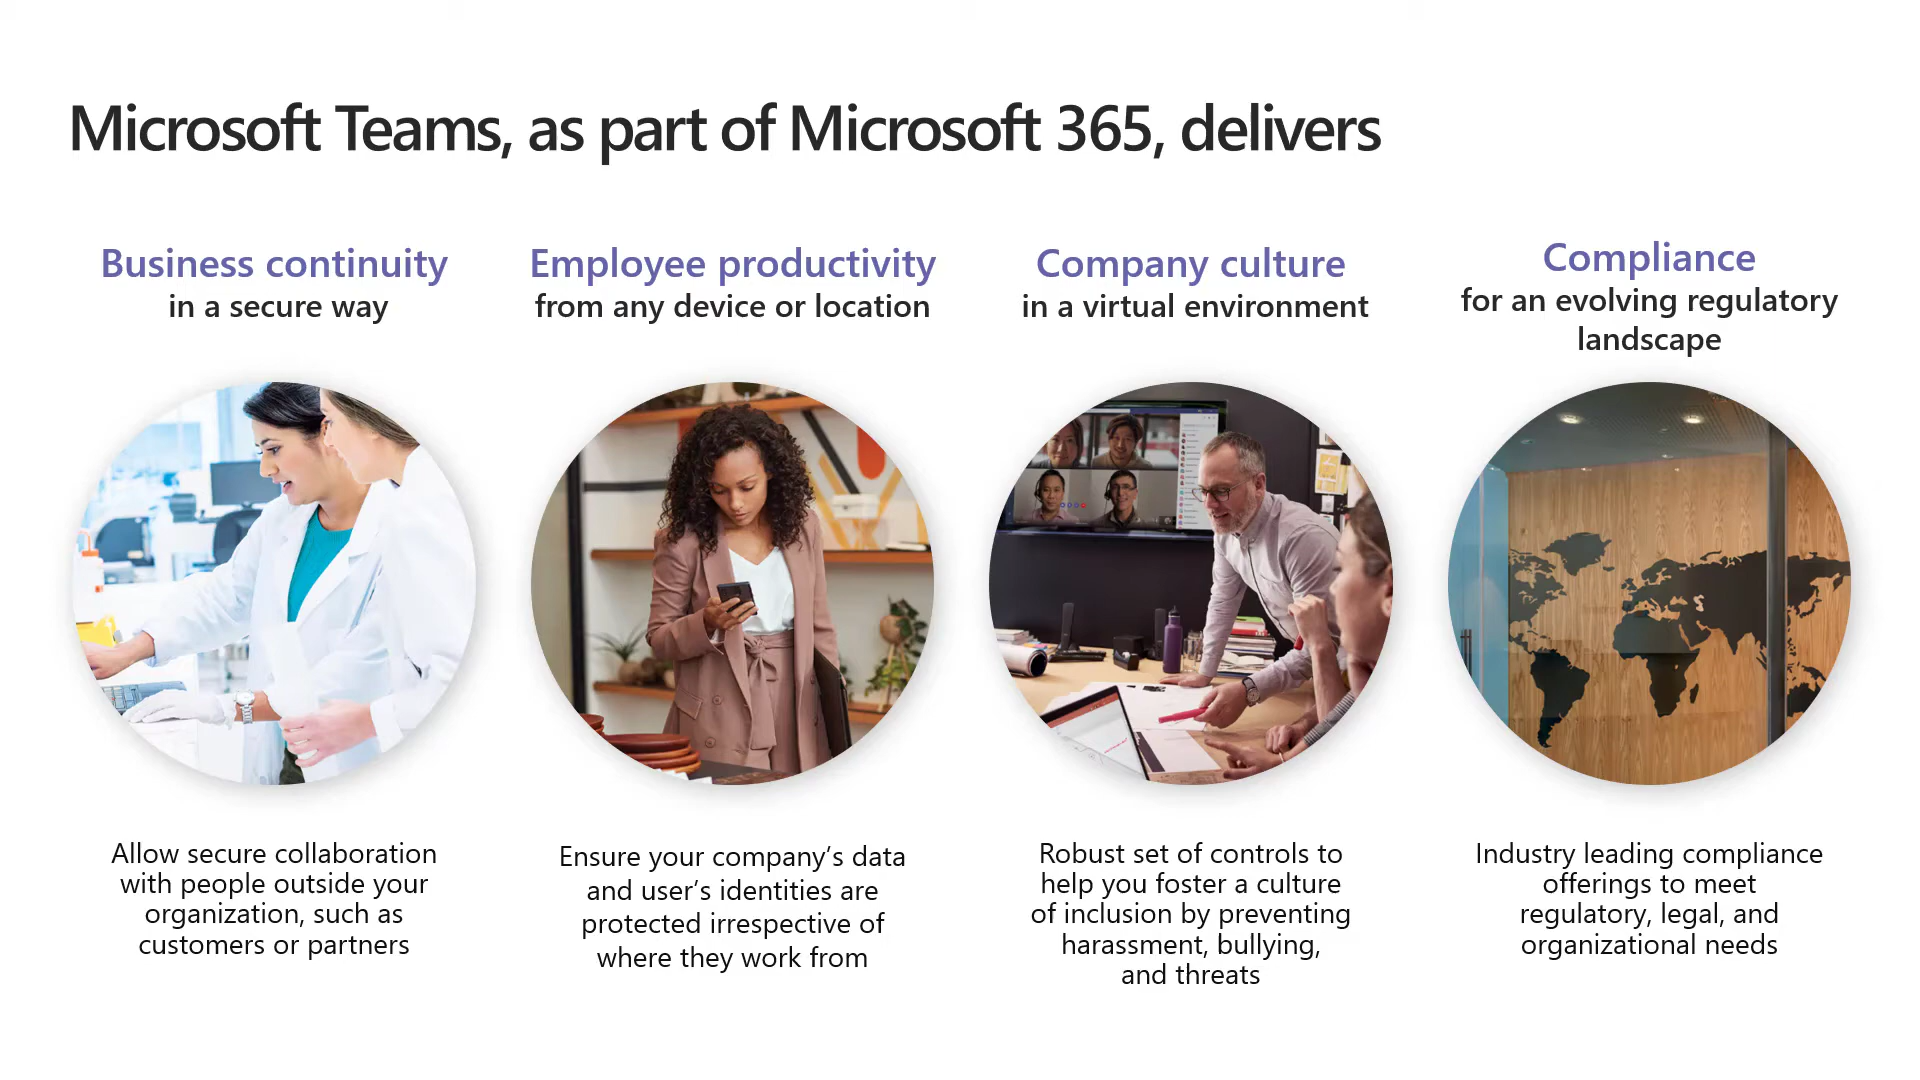 Microsoft Teams, as part of Microsoft 365, delivers
Business continuity
in a secure way
Allow secure collaboration
with people outside your
organization, such as
customers or partners
Employee productivity
from any device or location
Ensure your company’s data
and user’s identities are
protected irrespective of
where they work from
Company culture
in a virtual environment
Robust set of controls to
help you foster a culture
of inclusion by preventing
harassment, bullying,
and threats
Compliance
for an evolving regulatory
landscape
Industry leading compliance
offerings to meet
regulatory, legal, and
organizational needs